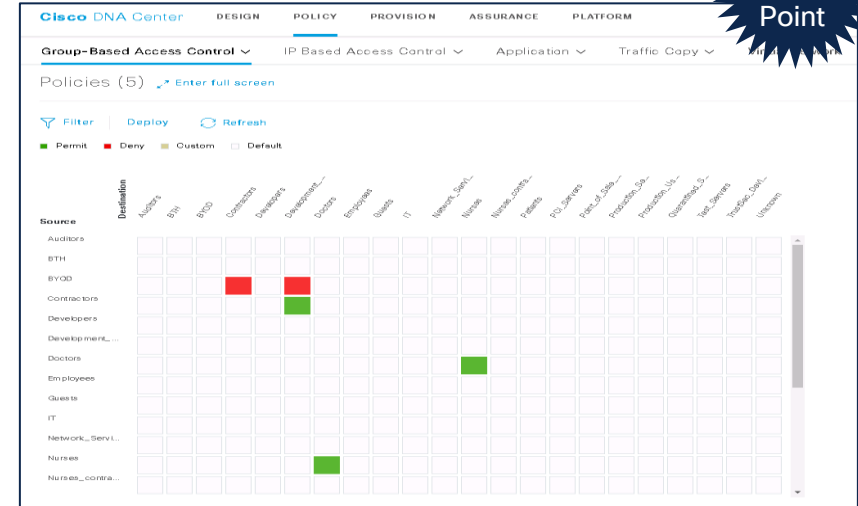 Cisco DNA Center DESIGN POLICY PROVISION ASSURANCE PLATFORM
Point
Group-Based Access Control IP Based Access Control Application Traffic Copy
Policies (5) Enter full screen
Filter Deploy Refresh
Permit Deny Custom Default
Destination
Auditors BTH BYOD Contractors Developers Development_... Doctors Employees Guests IT Network_Servi... Nurses Nurses_contra... Patients PCI_Servers Point_of_Sale_... Production_Se... Production_Us... Quarantined_S... Test_Servers TrustSec_Devi... Unknown
Source
Auditors
BTH
BYOD
Contractors
Developers
Development_...
Doctors
Employees
Guests
IT
Network_Servi...
Nurses
Nurses_contra...